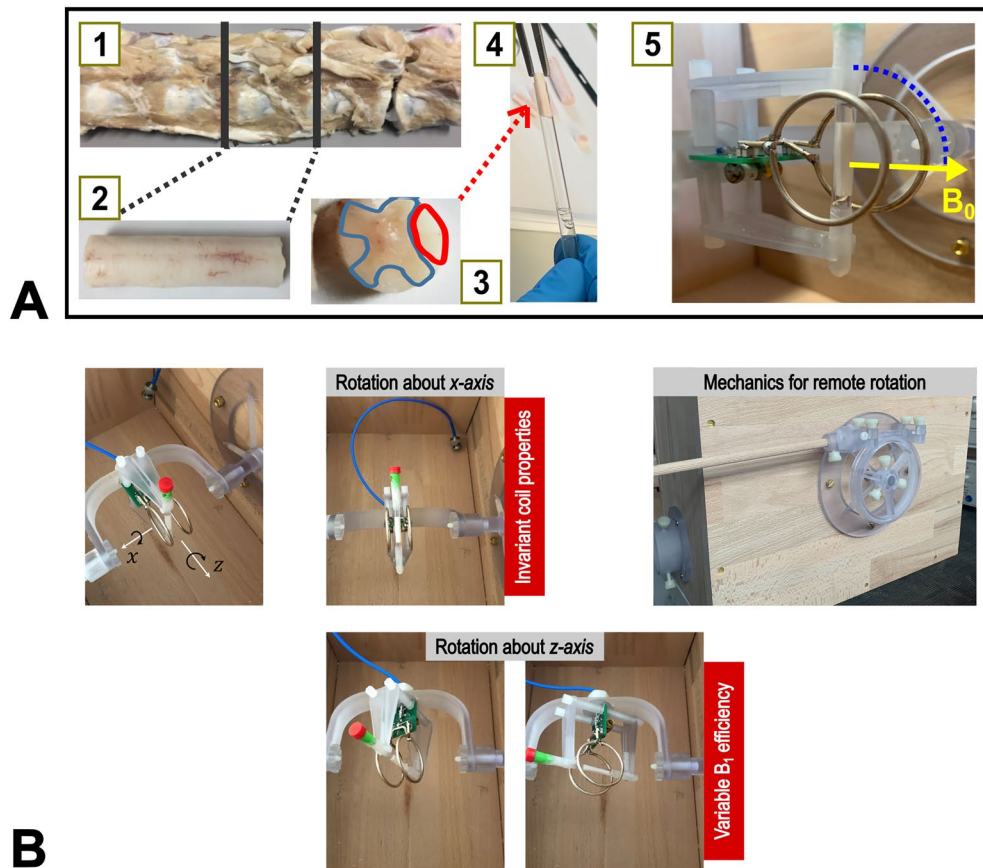 A
1
2
3
4
5
B₀
B
x
z
Rotation about x-axis
Invariant coil properties
Mechanics for remote rotation
Rotation about z-axis
Variable B₁ efficiency